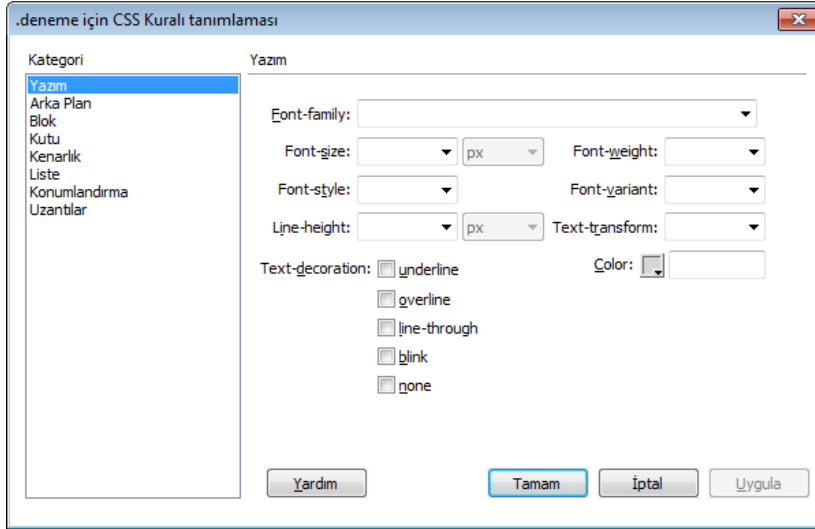 .deneme için CSS Kuralı tanımlaması
Kategori
Yazım
Arka Plan
Blok
Kutu
Kenarlık
Liste
Konumlandırma
Uzantılar
Yazım
Font-family:
Font-size: px Font-weight:
Font-style: Font-variant:
Line-height: px Text-transform:
Text-decoration: underline Color:
overline
line-through
blink
none
Yardım Tamam İptal Uygula